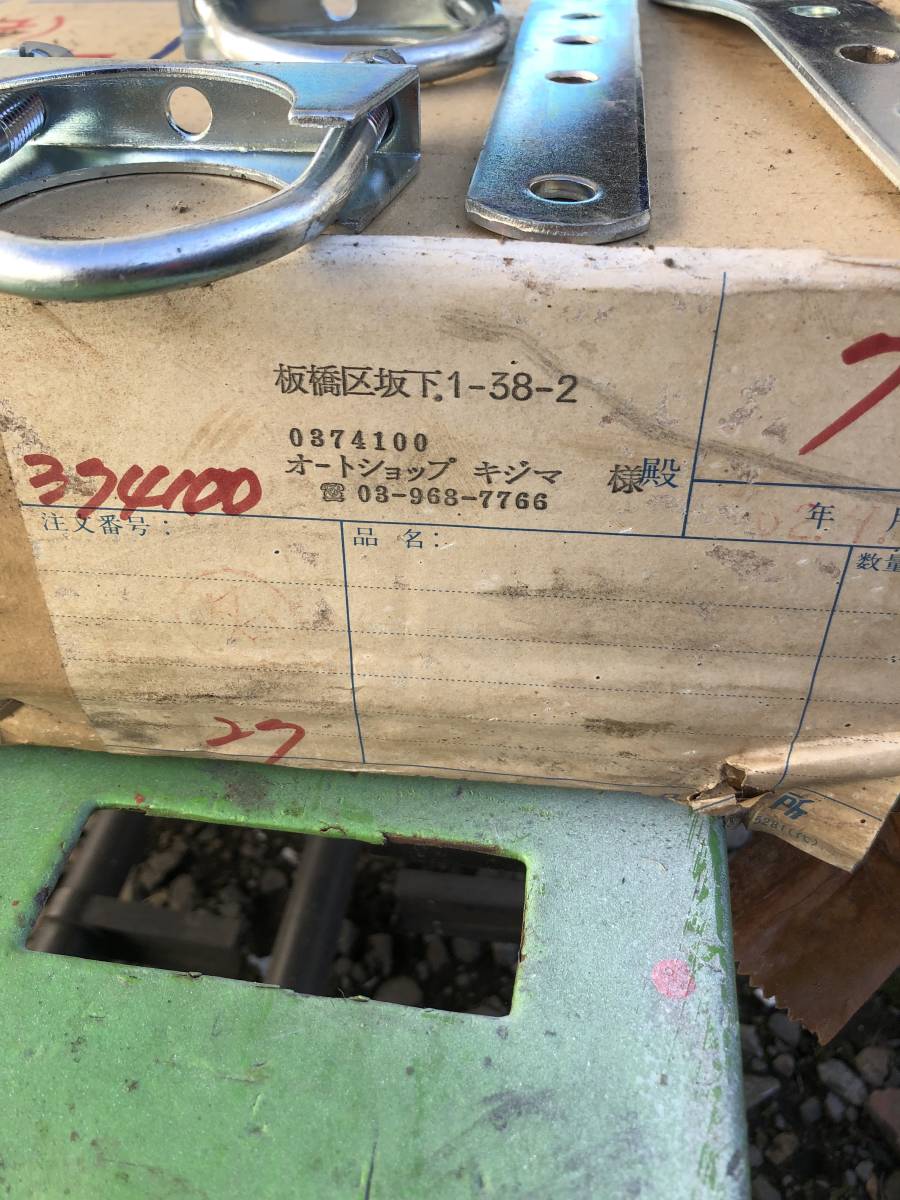 板橋区坂下1-38-2
0374100
オートショップ キジマ 様殿
☎ 03-968-7766
374100
年 月
注文番号:
品 名:
数量
27